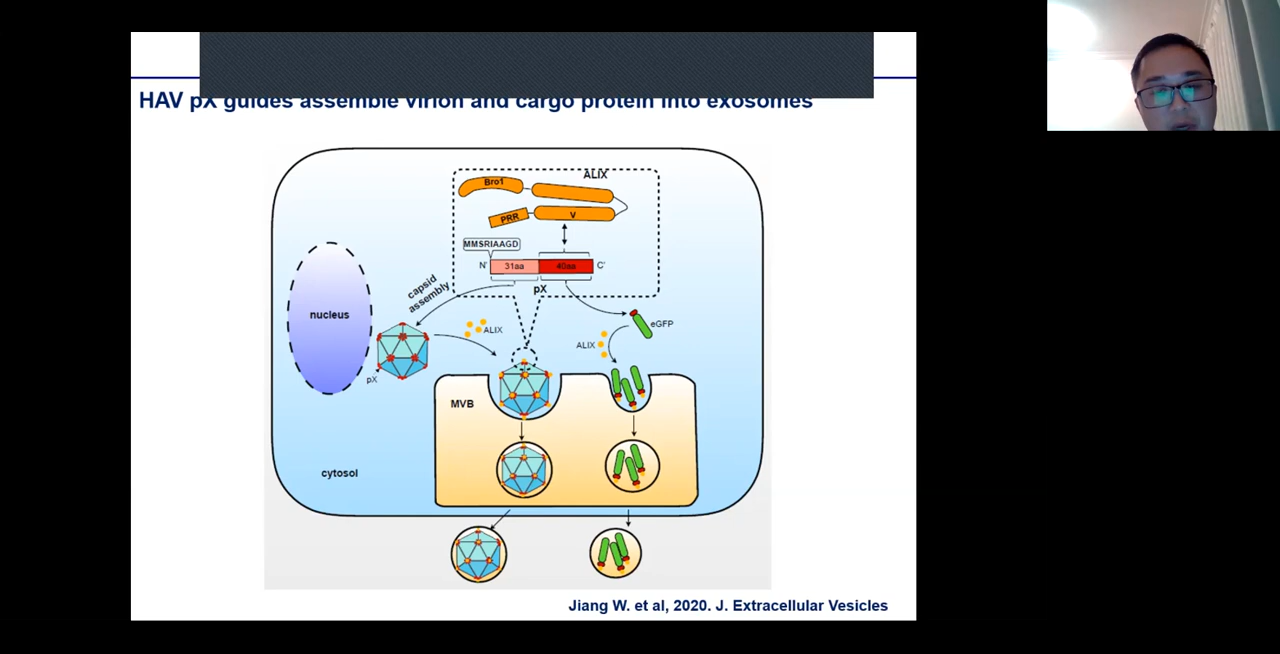 HAV pX guides assemble virion and cargo protein into exosomes
ALIX
Bro1
PRR
V
MMSRIAAGD
N'
31aa
40aa
C'
pX
capsid
assembly
nucleus
ALIX
eGFP
ALIX
pX
MVB
cytosol
Jiang W. et al, 2020. J. Extracellular Vesicles